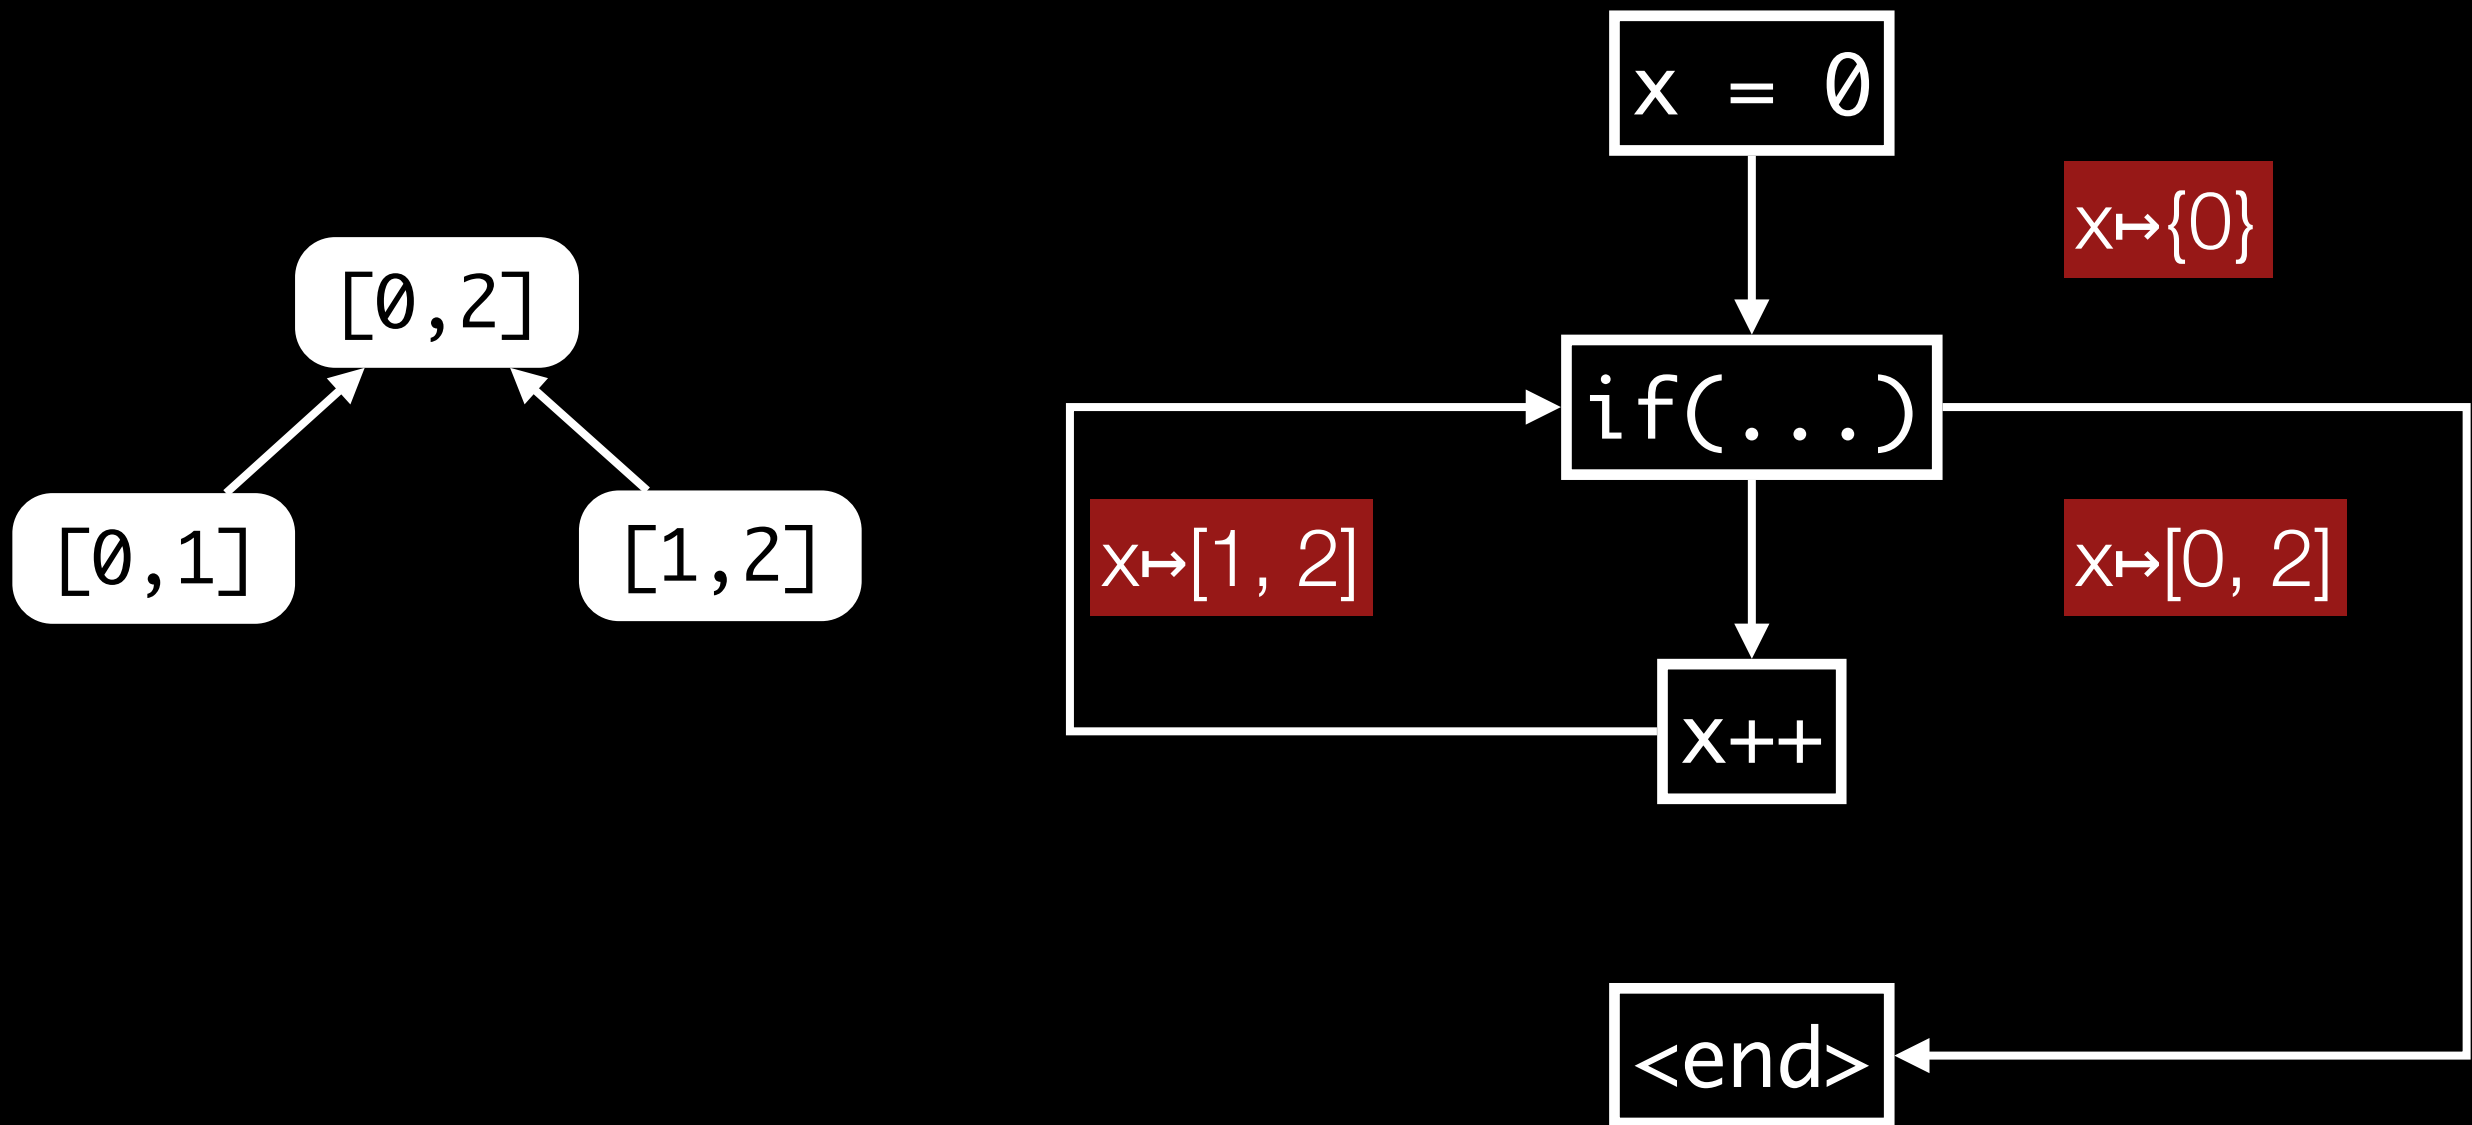 [0,2]
[0,1]
[1,2]
x = 0
x↦{0}
if(...)
x↦[1, 2]
x↦[0, 2]
x++
<end>